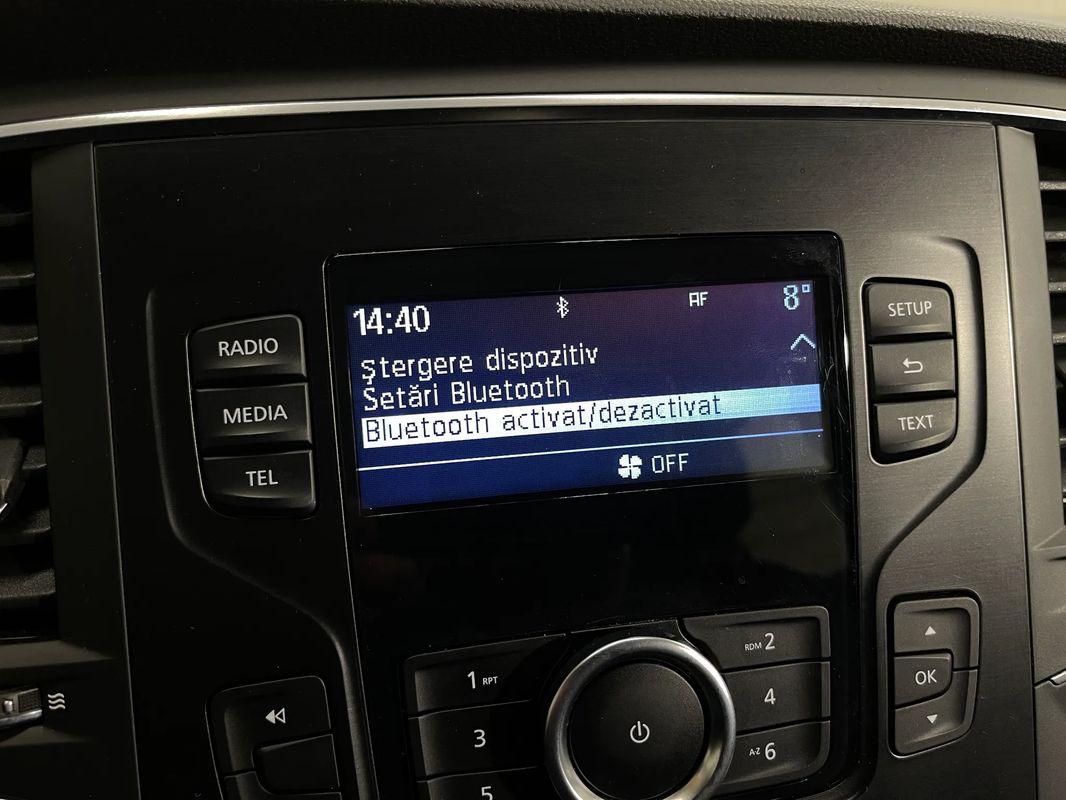 14:40 AF 8°
Ştergere dispozitiv
Setări Bluetooth
Bluetooth activat/dezactivat
OFF
RADIO
MEDIA
TEL
SETUP
TEXT
1 RPT
RDM 2
3
4
5
A-Z 6
OK